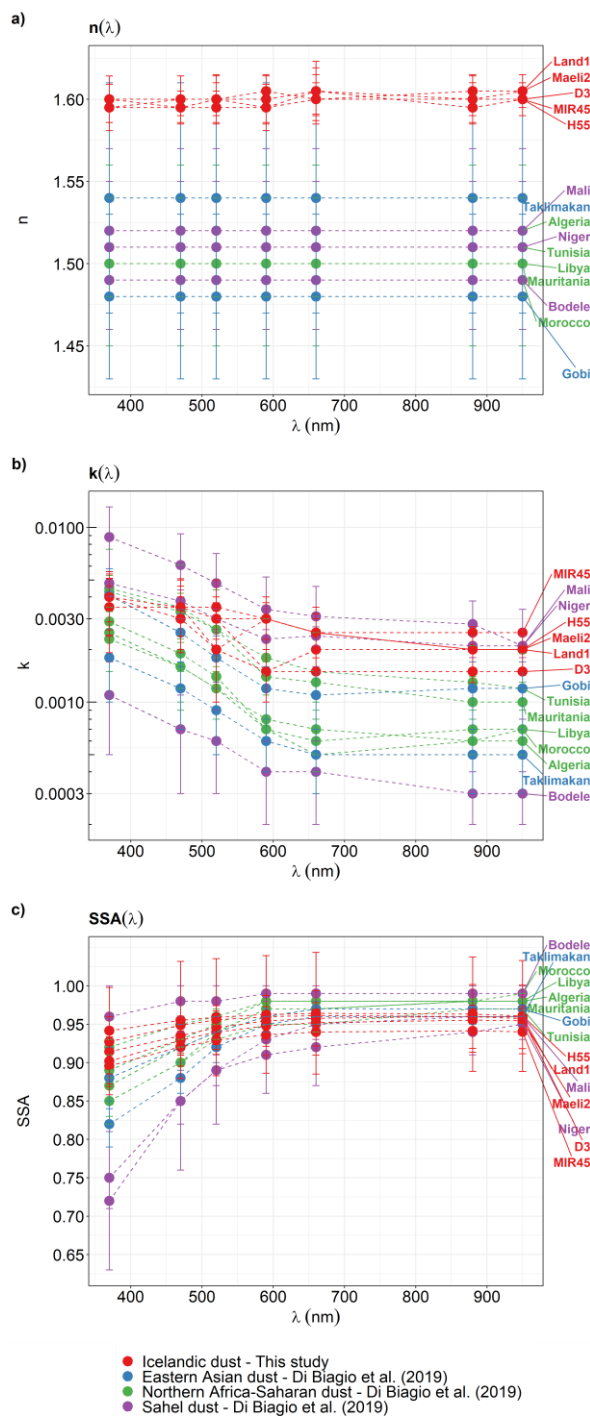 a)
n(λ)
1.60
1.55
1.50
1.45
n
400 500 600 700 800 900
λ (nm)
Land1
Maeli2
D3
MIR45
H55
Mali
Taklimakan
Algeria
Niger
Tunisia
Libya
Mauritania
Bodele
Morocco
Gobi
b)
k(λ)
0.0100
0.0030
0.0010
0.0003
k
400 500 600 700 800 900
λ (nm)
MIR45
Mali
Niger
H55
Maeli2
Land1
D3
Gobi
Tunisia
Mauritania
Libya
Morocco
Algeria
Taklimakan
Bodele
c)
SSA(λ)
1.00
0.95
0.90
0.85
0.80
0.75
0.70
0.65
SSA
400 500 600 700 800 900
λ (nm)
Bodele
Taklimakan
Morocco
Libya
Algeria
Mauritania
Gobi
Tunisia
H55
Land1
Mali
Maeli2
Niger
D3
MIR45
Icelandic dust - This study
Eastern Asian dust - Di Biagio et al. (2019)
Northern Africa-Saharan dust - Di Biagio et al. (2019)
Sahel dust - Di Biagio et al. (2019)